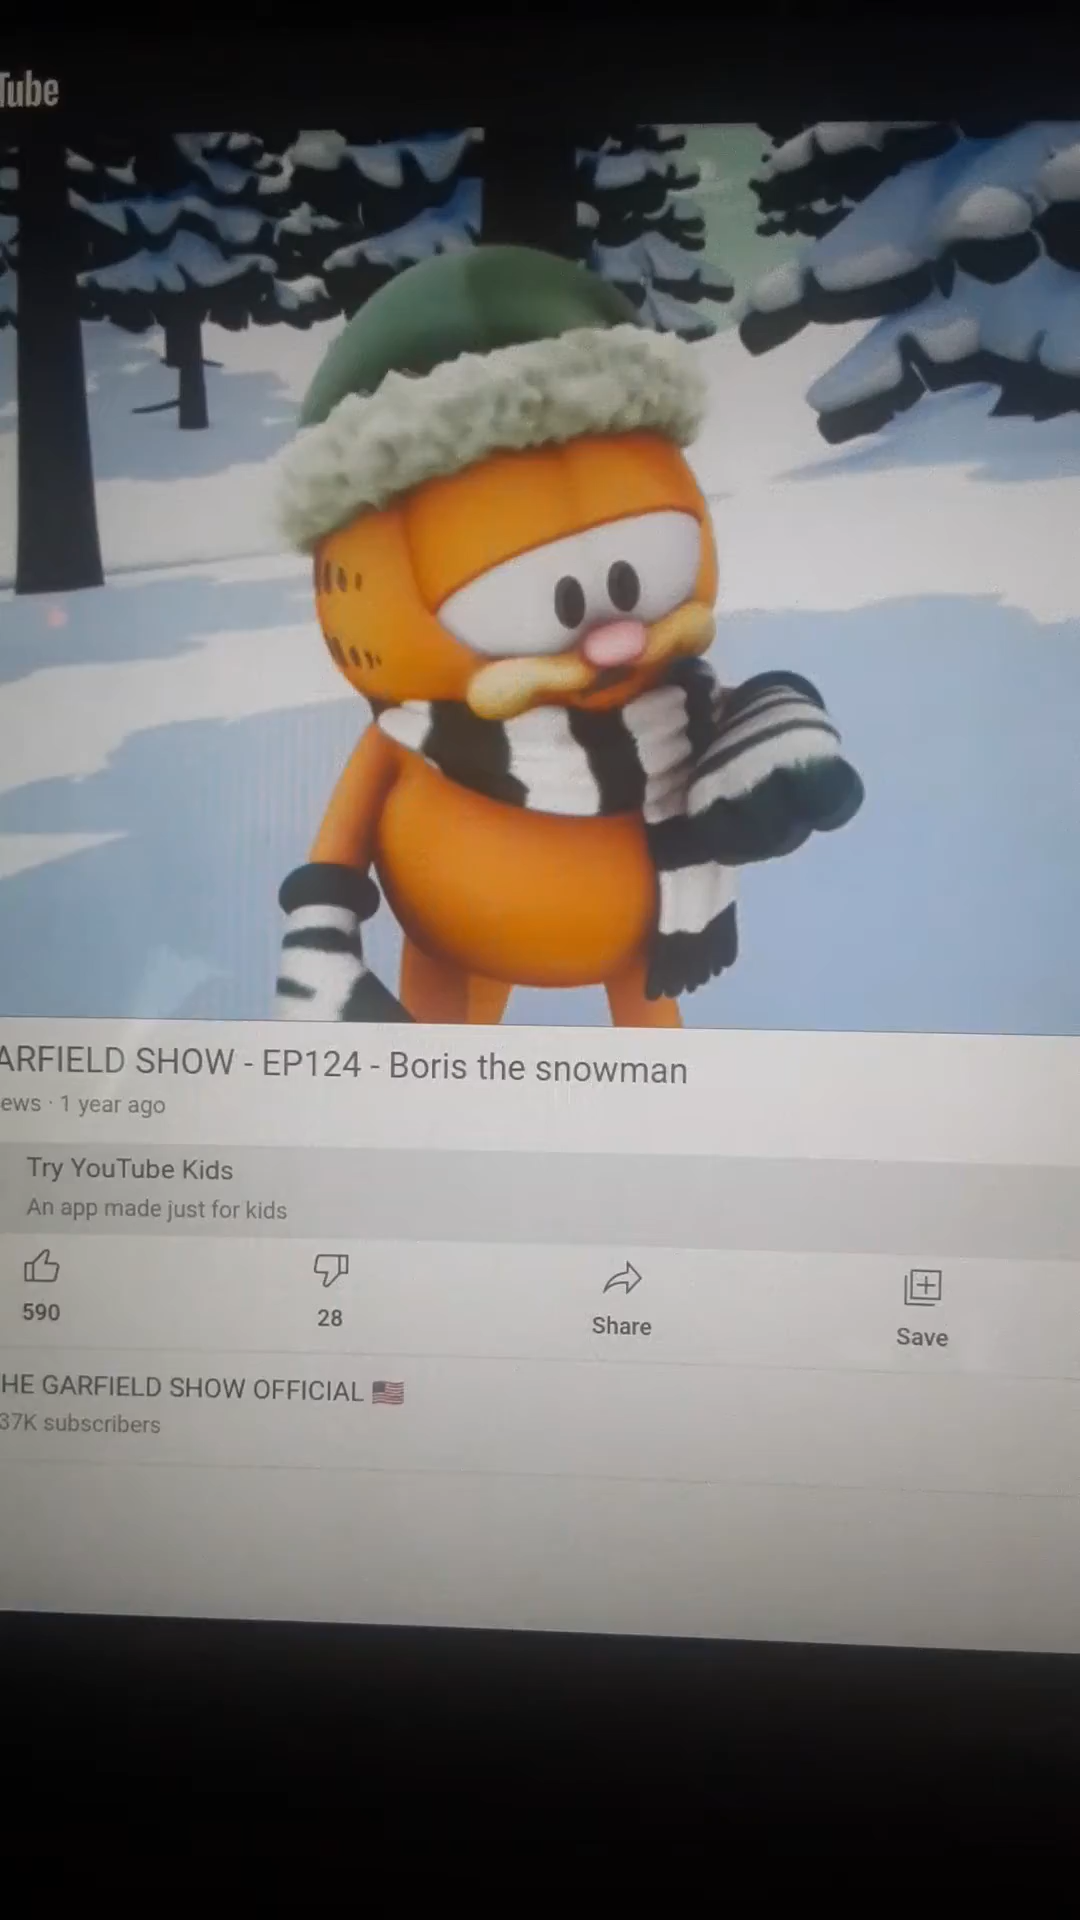 Tube
ARFIELD SHOW - EP124 - Boris the snowman
ews · 1 year ago
Try YouTube Kids
An app made just for kids
590
28
Share
Save
HE GARFIELD SHOW OFFICIAL 🇺🇸
37K subscribers